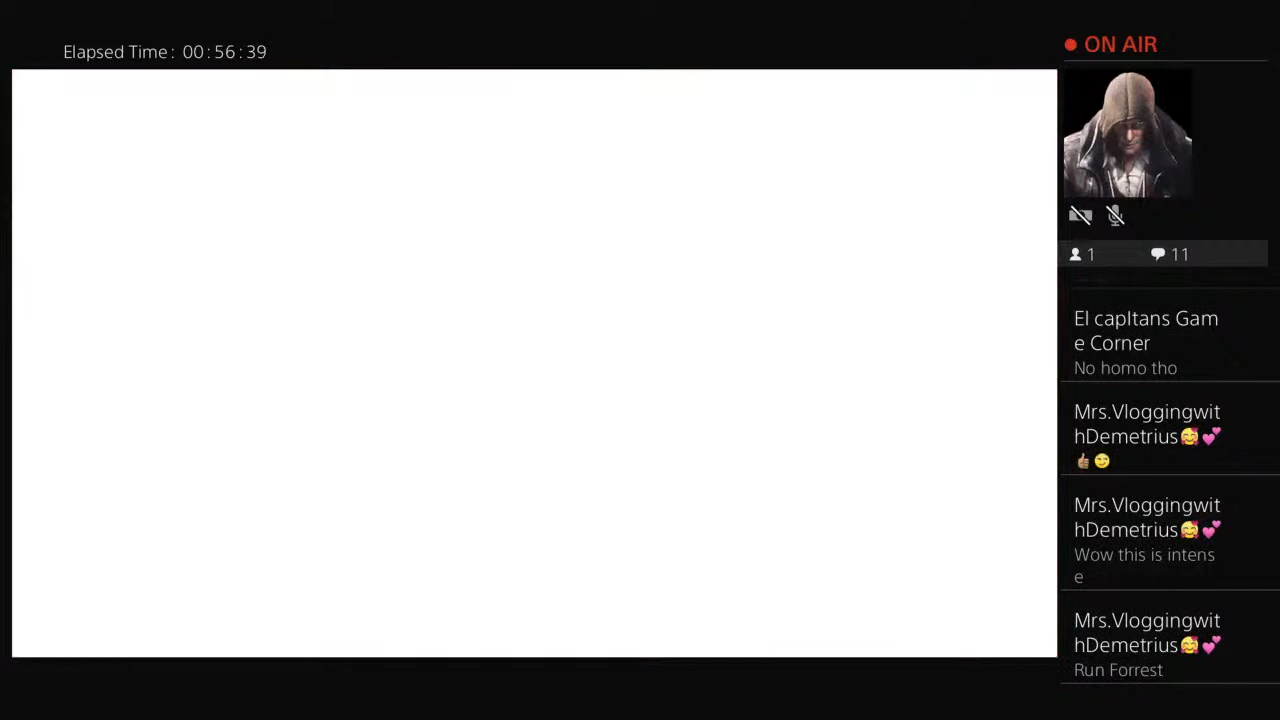 Elapsed Time: 00:56:39
ON AIR
1 11
El capItans Gam
e Corner
No homo tho
Mrs.Vloggingwit
hDemetrius🥰💕
👍🏽😏
Mrs.Vloggingwit
hDemetrius🥰💕
Wow this is intens
e
Mrs.Vloggingwit
hDemetrius🥰💕
Run Forrest